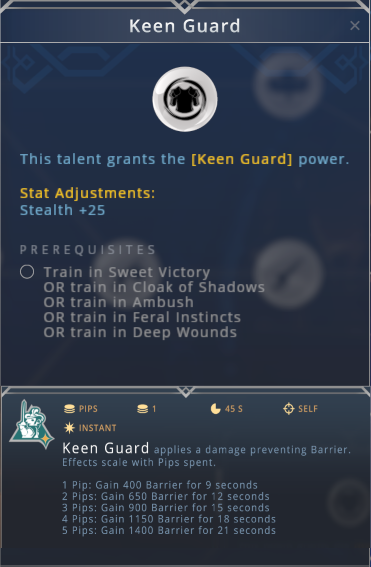 Keen Guard
This talent grants the [Keen Guard] power.
Stat Adjustments:
Stealth +25
PREREQUISITES
Train in Sweet Victory
OR train in Cloak of Shadows
OR train in Ambush
OR train in Feral Instincts
OR train in Deep Wounds
PIPS 1 45 S SELF
INSTANT
Keen Guard applies a damage preventing Barrier.
Effects scale with Pips spent.
1 Pip: Gain 400 Barrier for 9 seconds
2 Pips: Gain 650 Barrier for 12 seconds
3 Pips: Gain 900 Barrier for 15 seconds
4 Pips: Gain 1150 Barrier for 18 seconds
5 Pips: Gain 1400 Barrier for 21 seconds